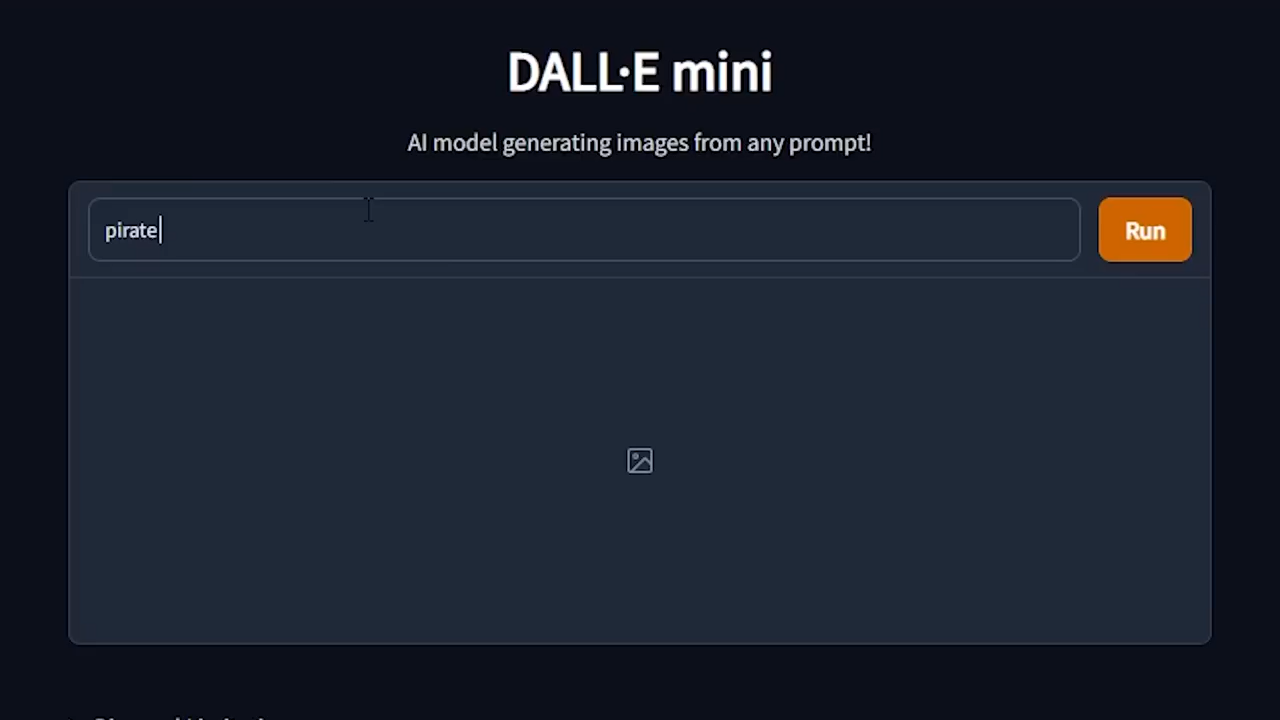 DALL·E mini
AI model generating images from any prompt!
pirate
Run